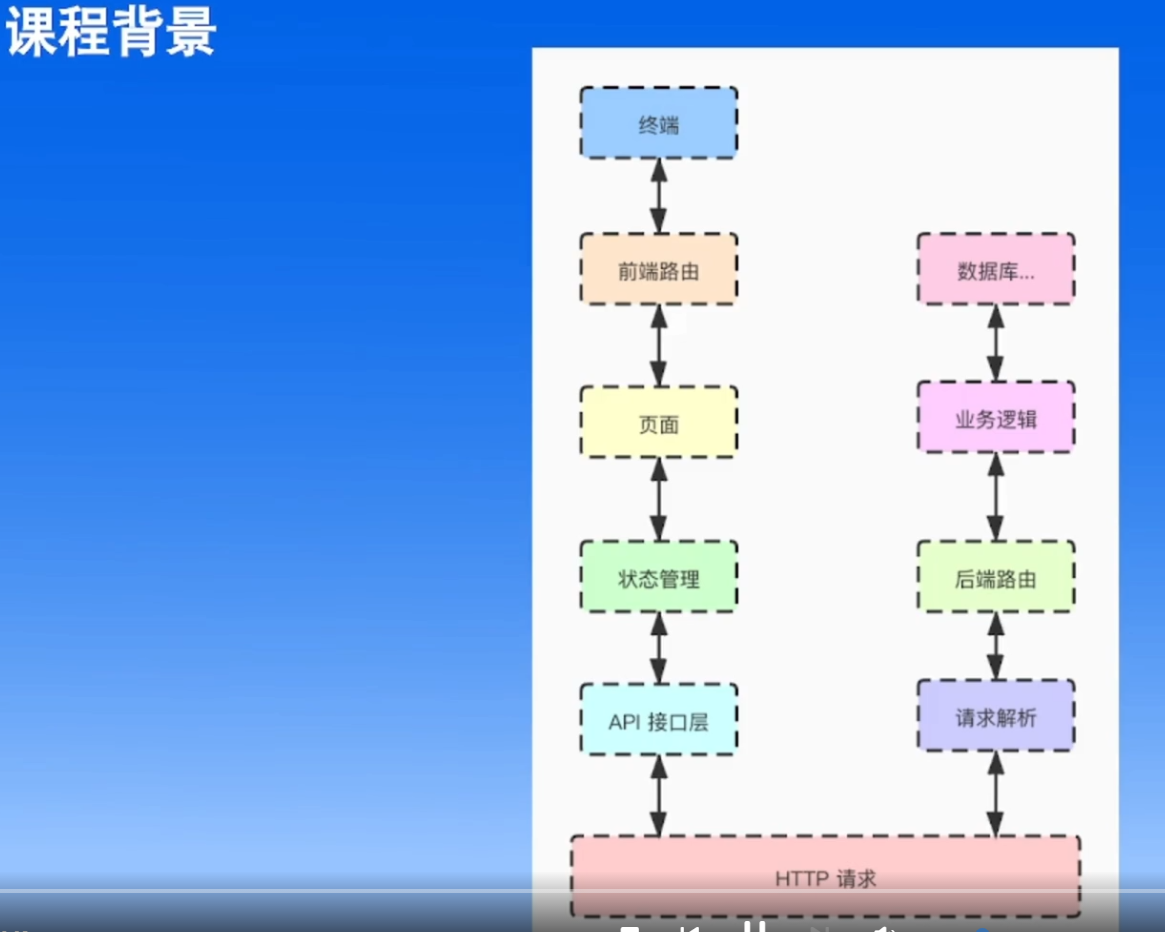 课程背景
终端
前端路由
数据库...
页面
业务逻辑
状态管理
后端路由
API 接口层
请求解析
HTTP 请求